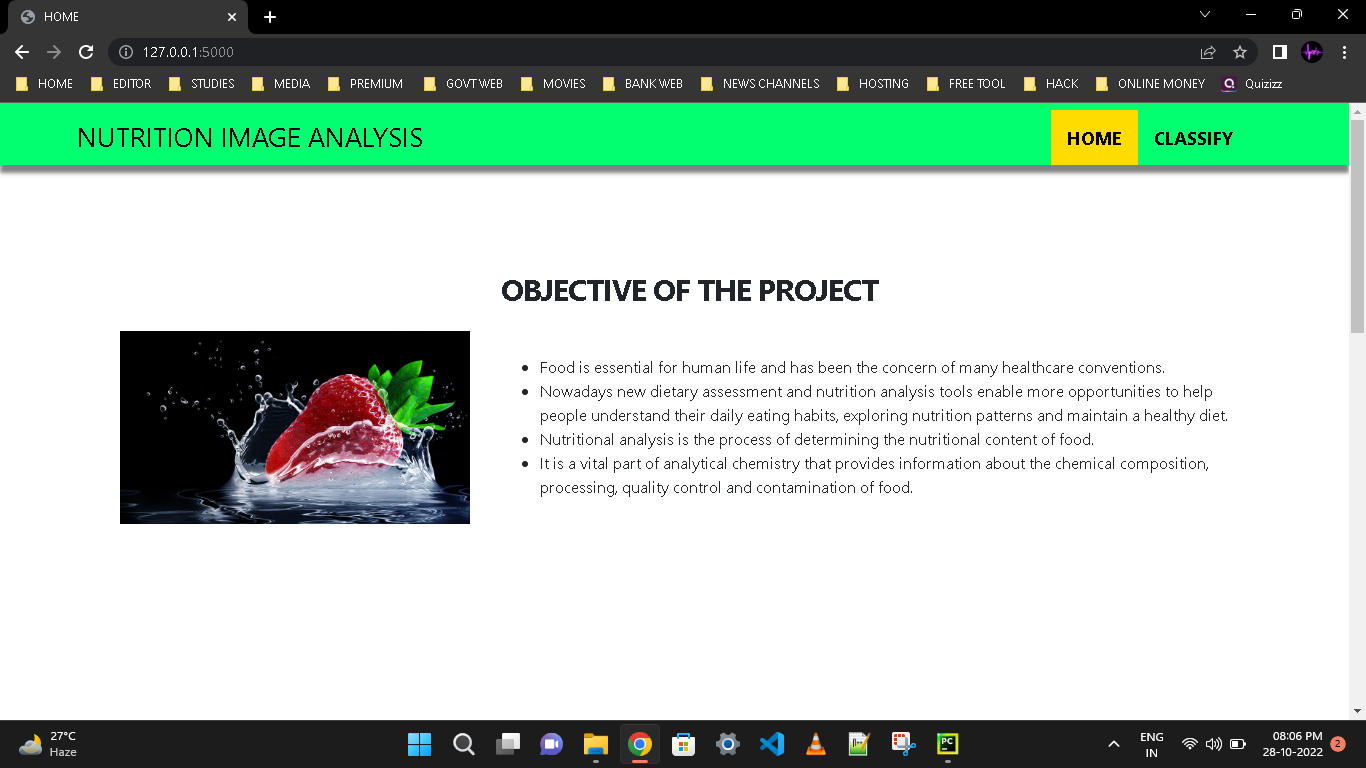 HOME
127.0.0.1:5000
HOME EDITOR STUDIES MEDIA PREMIUM GOVT WEB MOVIES BANK WEB NEWS CHANNELS HOSTING FREE TOOL HACK ONLINE MONEY Quizizz
NUTRITION IMAGE ANALYSIS HOME CLASSIFY
OBJECTIVE OF THE PROJECT
• Food is essential for human life and has been the concern of many healthcare conventions.
• Nowadays new dietary assessment and nutrition analysis tools enable more opportunities to help
people understand their daily eating habits, exploring nutrition patterns and maintain a healthy diet.
• Nutritional analysis is the process of determining the nutritional content of food.
• It is a vital part of analytical chemistry that provides information about the chemical composition,
processing, quality control and contamination of food.
27°C
Haze
PC
ENG
IN
08:06 PM
28-10-2022
2